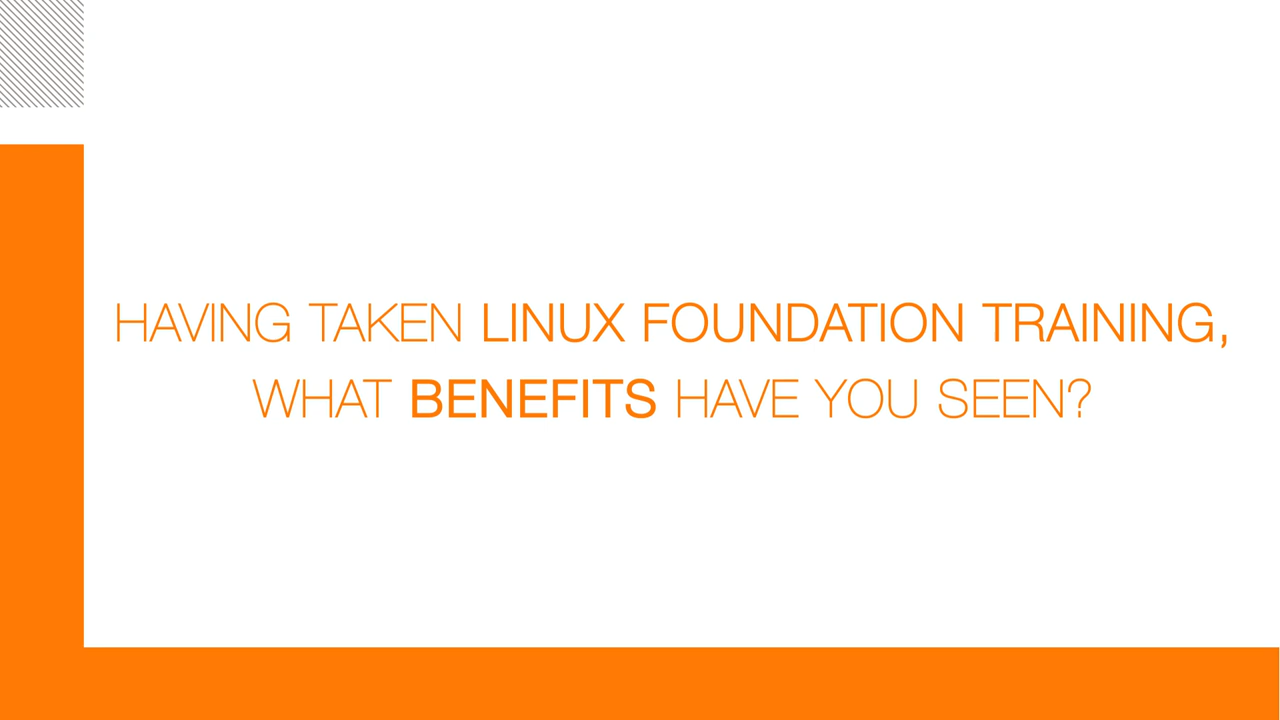 HAVING TAKEN LINUX FOUNDATION TRAINING,
WHAT BENEFITS HAVE YOU SEEN?